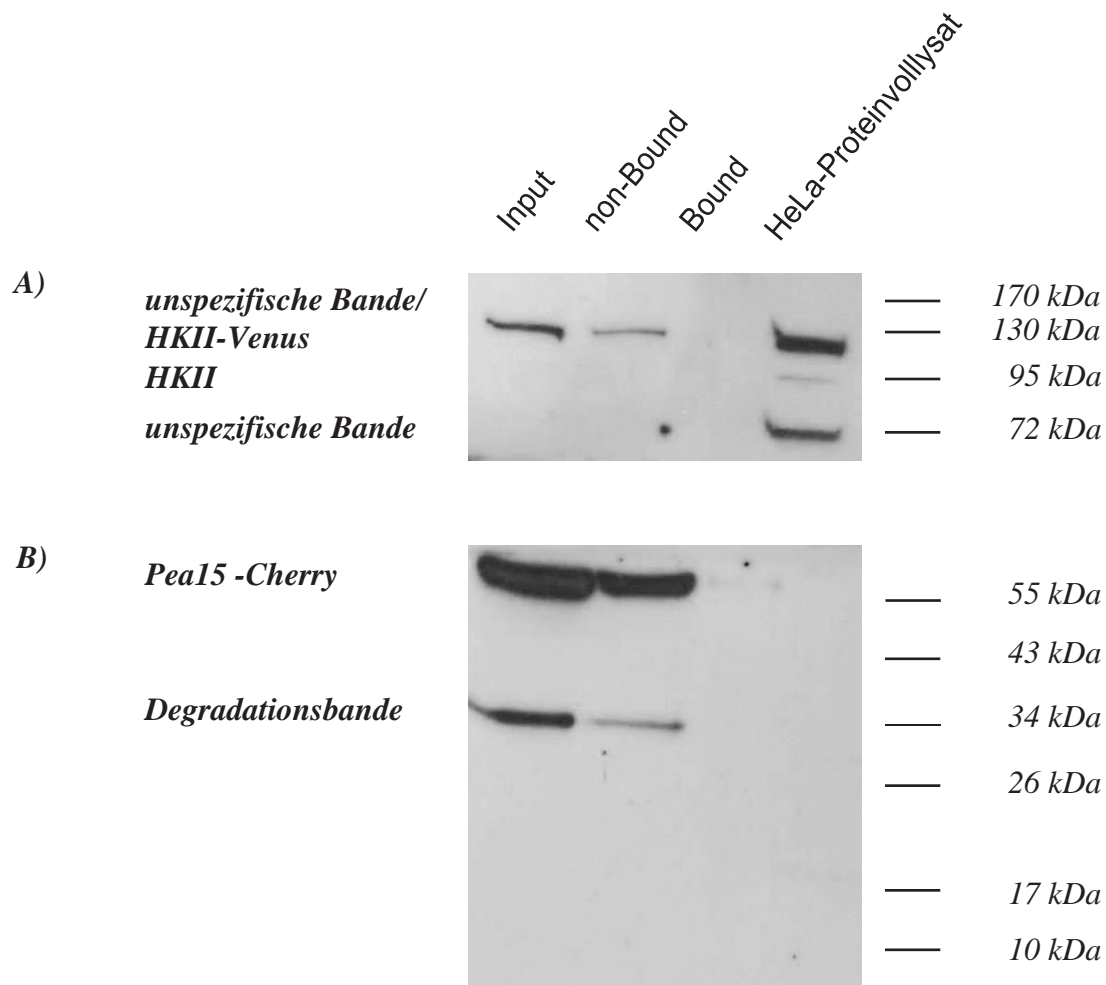 Input
non-Bound
Bound
HeLa-Proteinvolllysat
A)
unspezifische Bande/
HKII-Venus
HKII
unspezifische Bande
170 kDa
130 kDa
95 kDa
72 kDa
B)
Pea15 -Cherry
Degradationsbande
55 kDa
43 kDa
34 kDa
26 kDa
17 kDa
10 kDa